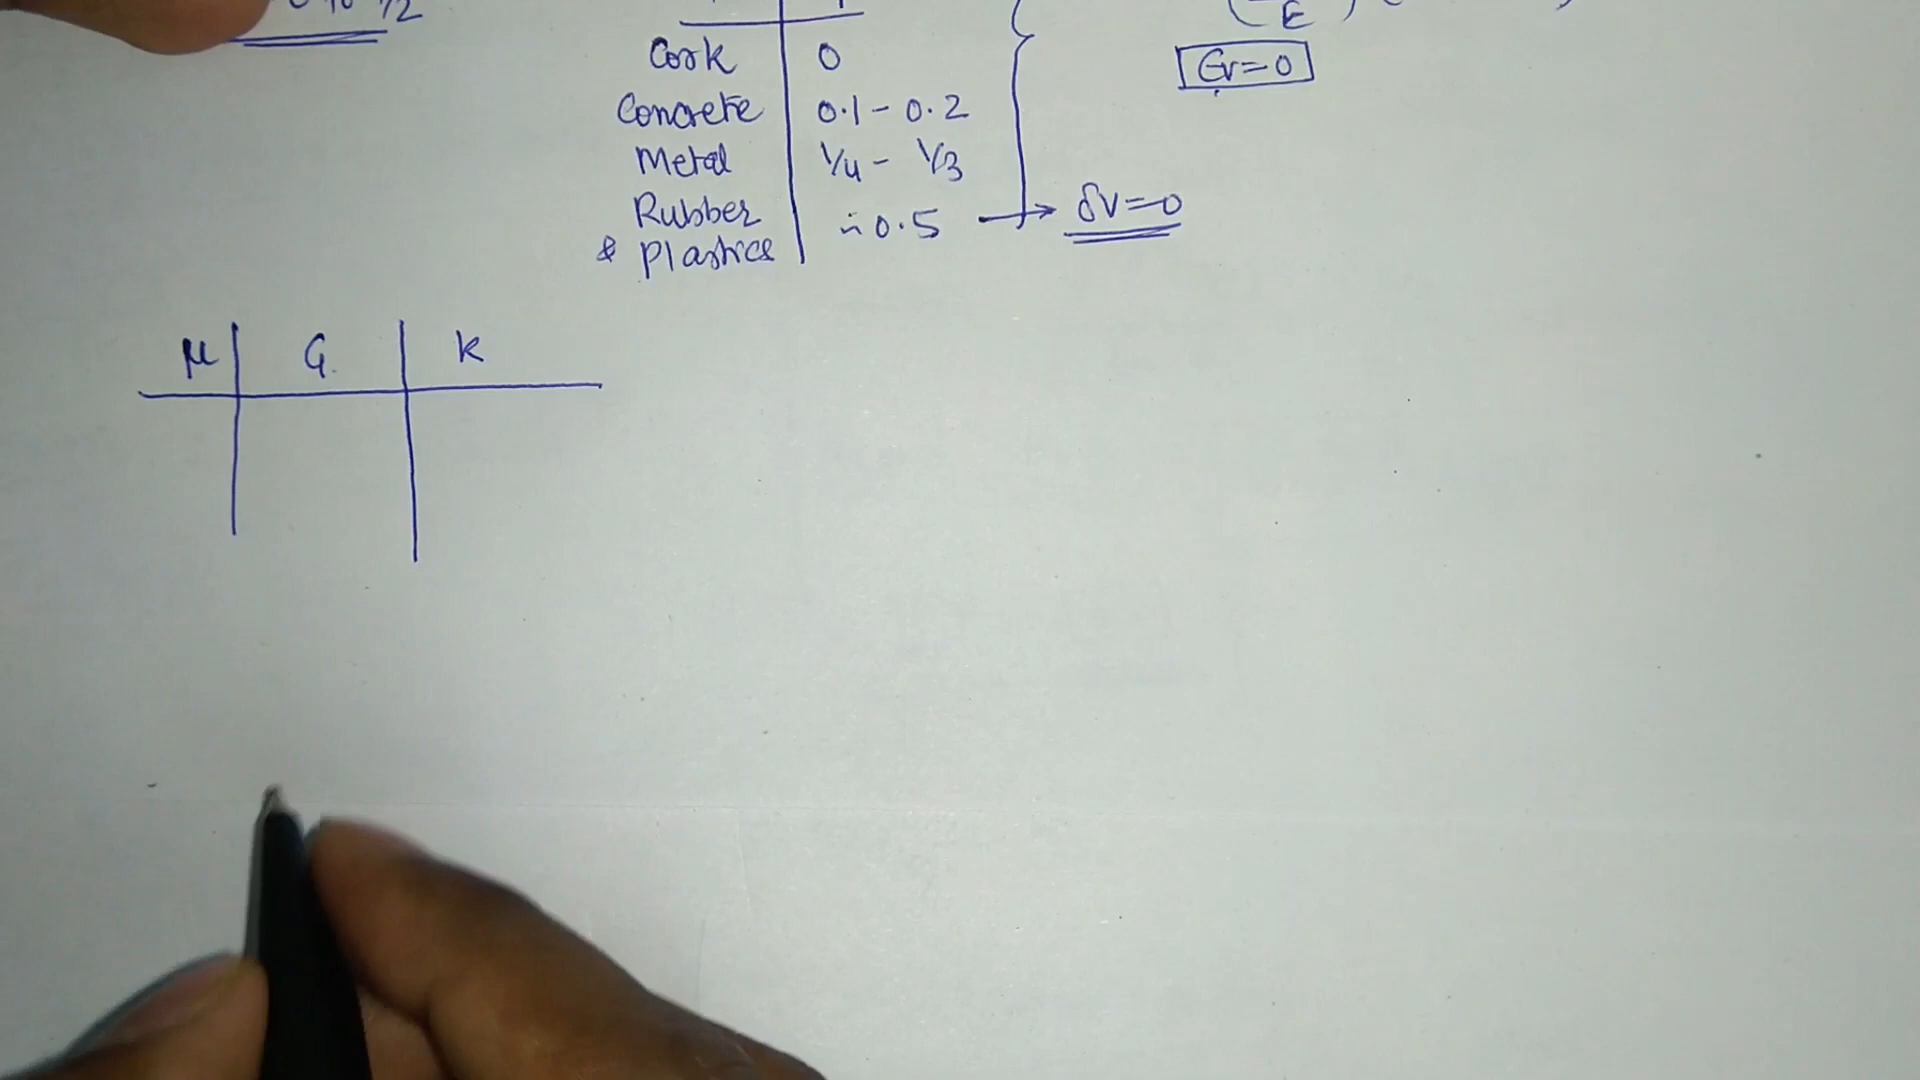 Cork 0
Concrete 0.1 - 0.2
Metal 1/4 - 1/3
Rubber
& Plastics ≃ 0.5 → δV=0
E
Ev=0
μ G K